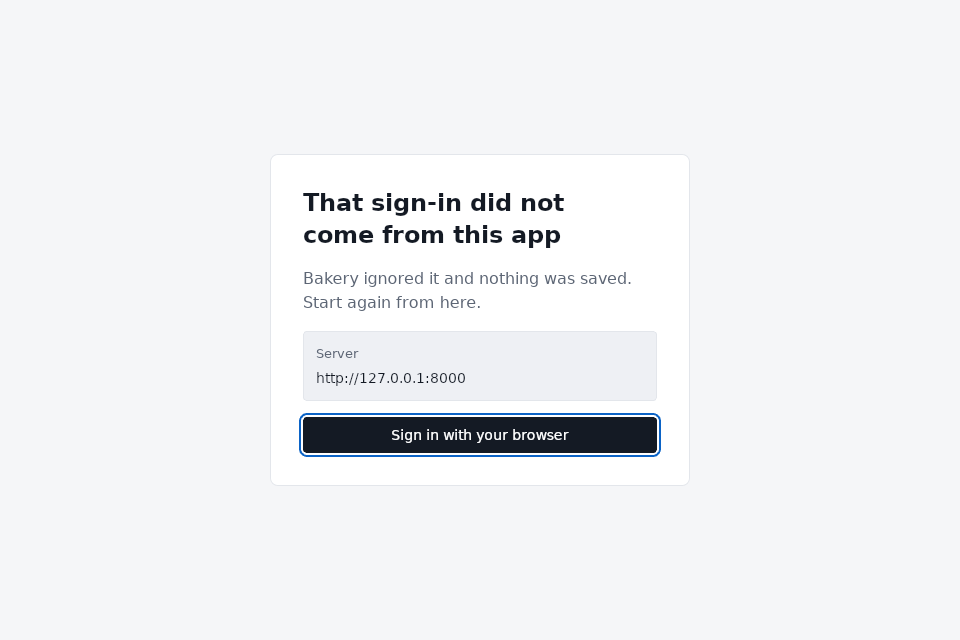 That sign-in did not
come from this app
Bakery ignored it and nothing was saved.
Start again from here.
Server
http://127.0.0.1:8000
Sign in with your browser